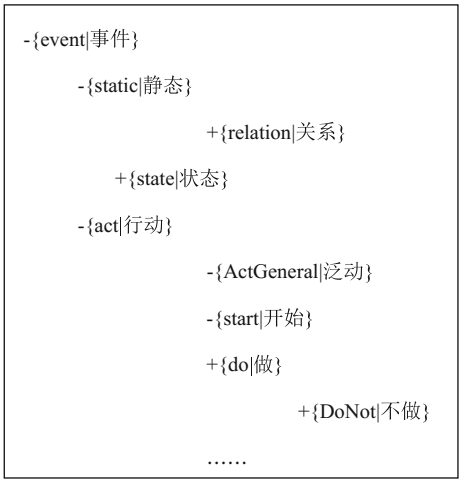 -{event|事件}
-{static|静态}
+{relation|关系}
+{state|状态}
-{act|行动}
-{ActGeneral|泛动}
-{start|开始}
+{do|做}
+{DoNot|不做}
……